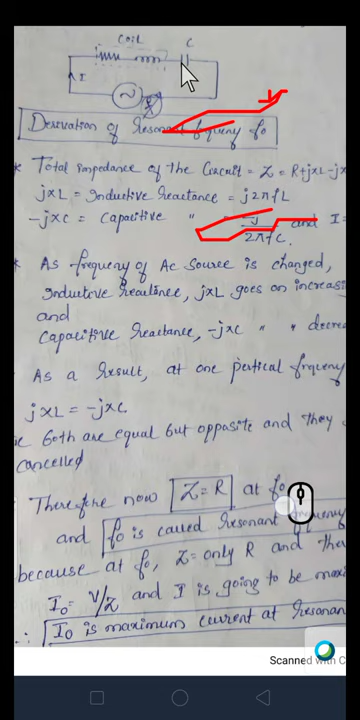 Coil
C
I
Derivation of Resonant frequency fo
* Total impedance of the Circuit = Z = R+jxL-jx
jxL = Inductive Reactance = j2πfL
-jxc = Capacitive " " J/2πfC. and I=
* As frequency of Ac Source is changed,
Inductive Reactance, jxL goes on increasi
and
Capacitive Reactance, -jxc " " decre
As a Result, at one frequency
jxL = -jxc
both are equal but opposite and they
cancelled
Therefore now Z=R at fo
and fo is called Resonant frequency
because at fo, Z=only R and the
Io = V/Z and I is going to be maxi
∴ Io is maximum current at Resonan
Scanned with C